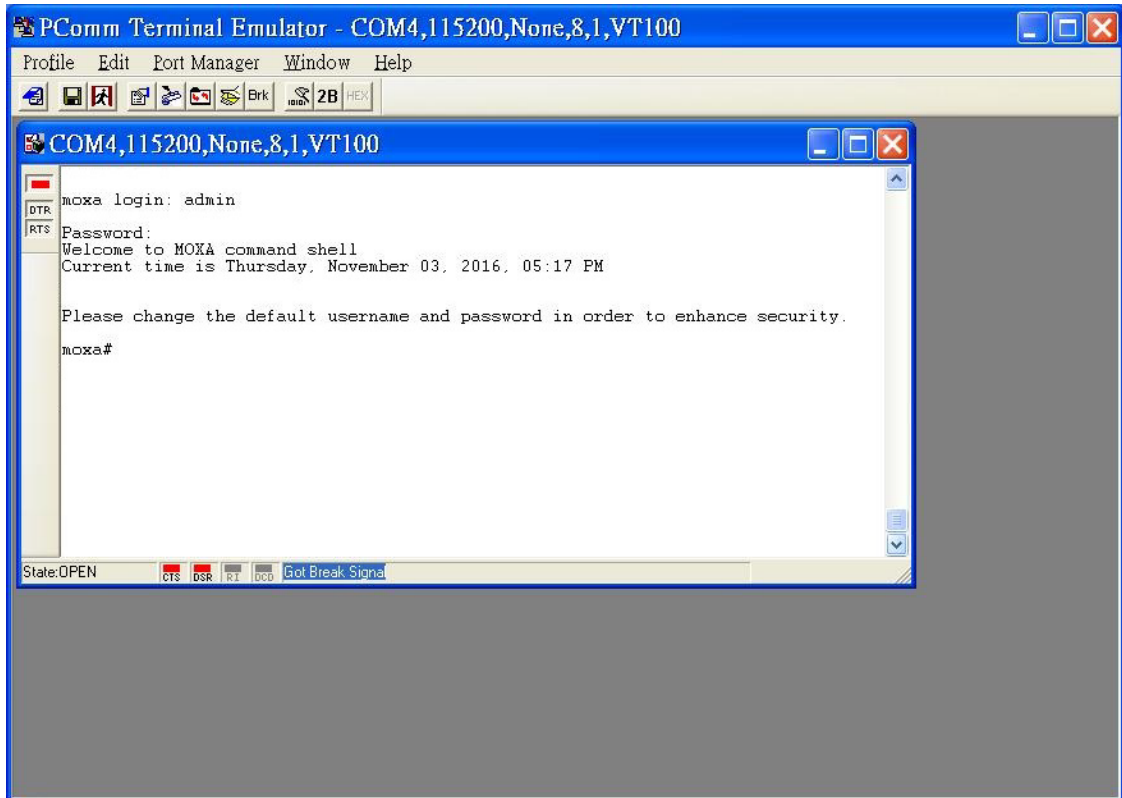 PComm Terminal Emulator - COM4,115200,None,8,1,VT100
Profile Edit Port Manager Window Help
Brk 2B HEX
COM4,115200,None,8,1,VT100
DTR
RTS
moxa login: admin
Password:
Welcome to MOXA command shell
Current time is Thursday, November 03, 2016, 05:17 PM
Please change the default username and password in order to enhance security.
moxa#
State:OPEN CTS DSR RI DCD Got Break Signal